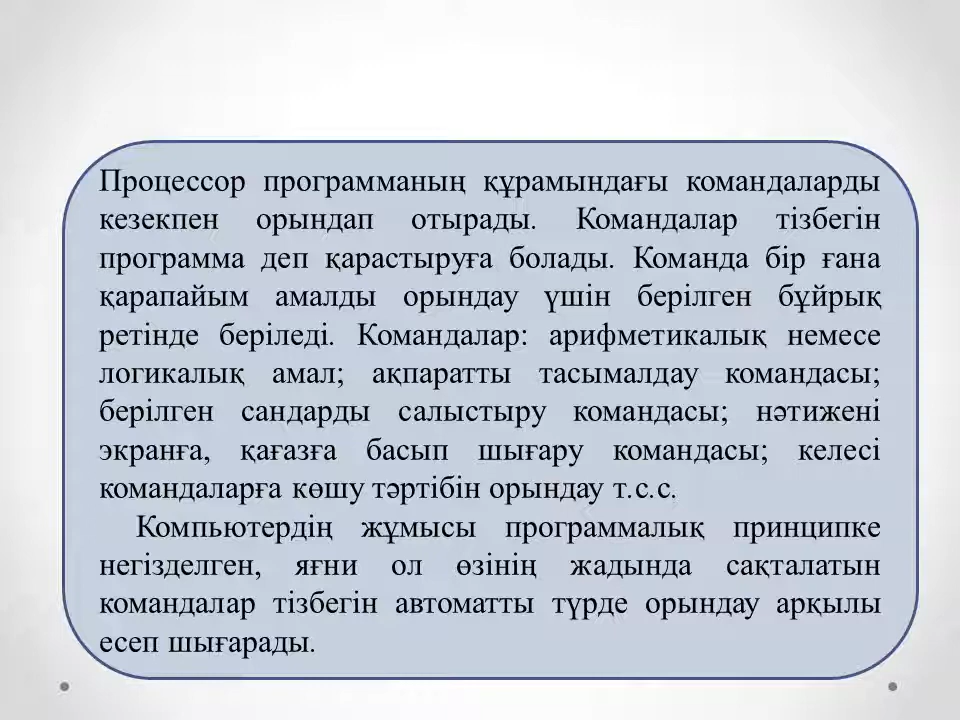 Процессор программаның құрамындағы командаларды
кезекпен орындап отырады. Командалар тізбегін
программа деп қарастыруға болады. Команда бір ғана
қарапайым амалды орындау үшін берілген бұйрық
ретінде беріледі. Командалар: арифметикалық немесе
логикалық амал; ақпаратты тасымалдау командасы;
берілген сандарды салыстыру командасы; нәтижені
экранға, қағазға басып шығару командасы; келесі
командаларға көшу тәртібін орындау т.с.с.
Компьютердің жұмысы программалық принципке
негізделген, яғни ол өзінің жадында сақталатын
командалар тізбегін автоматты түрде орындау арқылы
есеп шығарады.